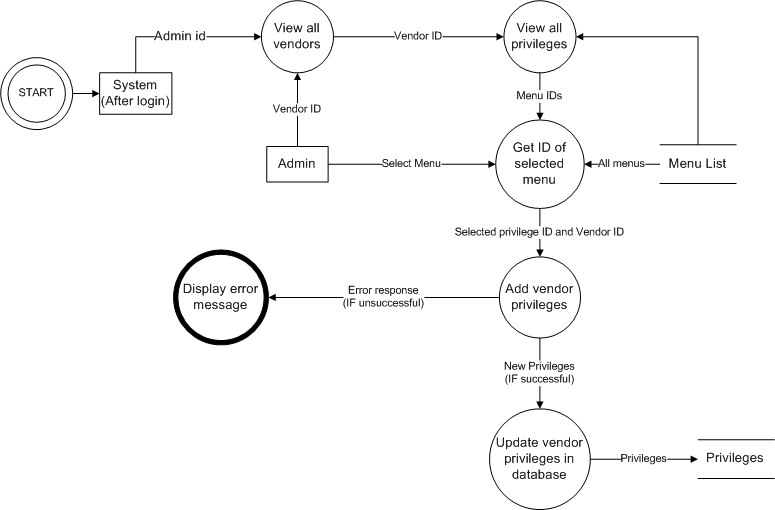 View all
vendors
View all
privileges
Admin id
Vendor ID
START
System
(After login)
Vendor ID
Menu IDs
Admin
Select Menu
Get ID of
selected
menu
All menus
Menu List
Selected privilege ID and Vendor ID
Display error
message
Error response
(IF unsuccessful)
Add vendor
privileges
New Privileges
(IF successful)
Update vendor
privileges in
database
Privileges
Privileges